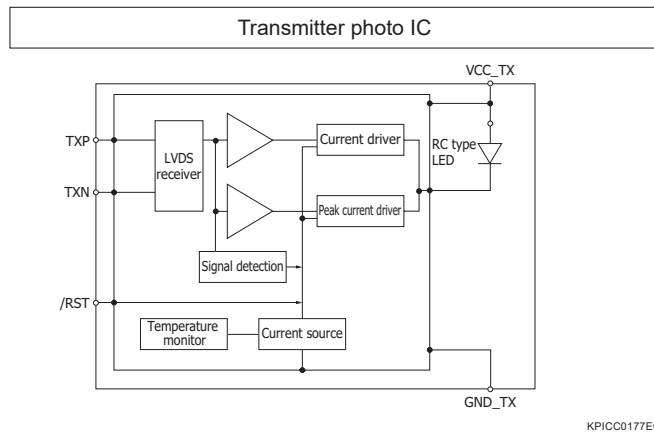 Transmitter photo IC
VCC_TX
TXP
TXN
LVDS
receiver
Current driver
RC type
LED
Peak current driver
Signal detection
/RST
Temperature
monitor
Current source
GND_TX